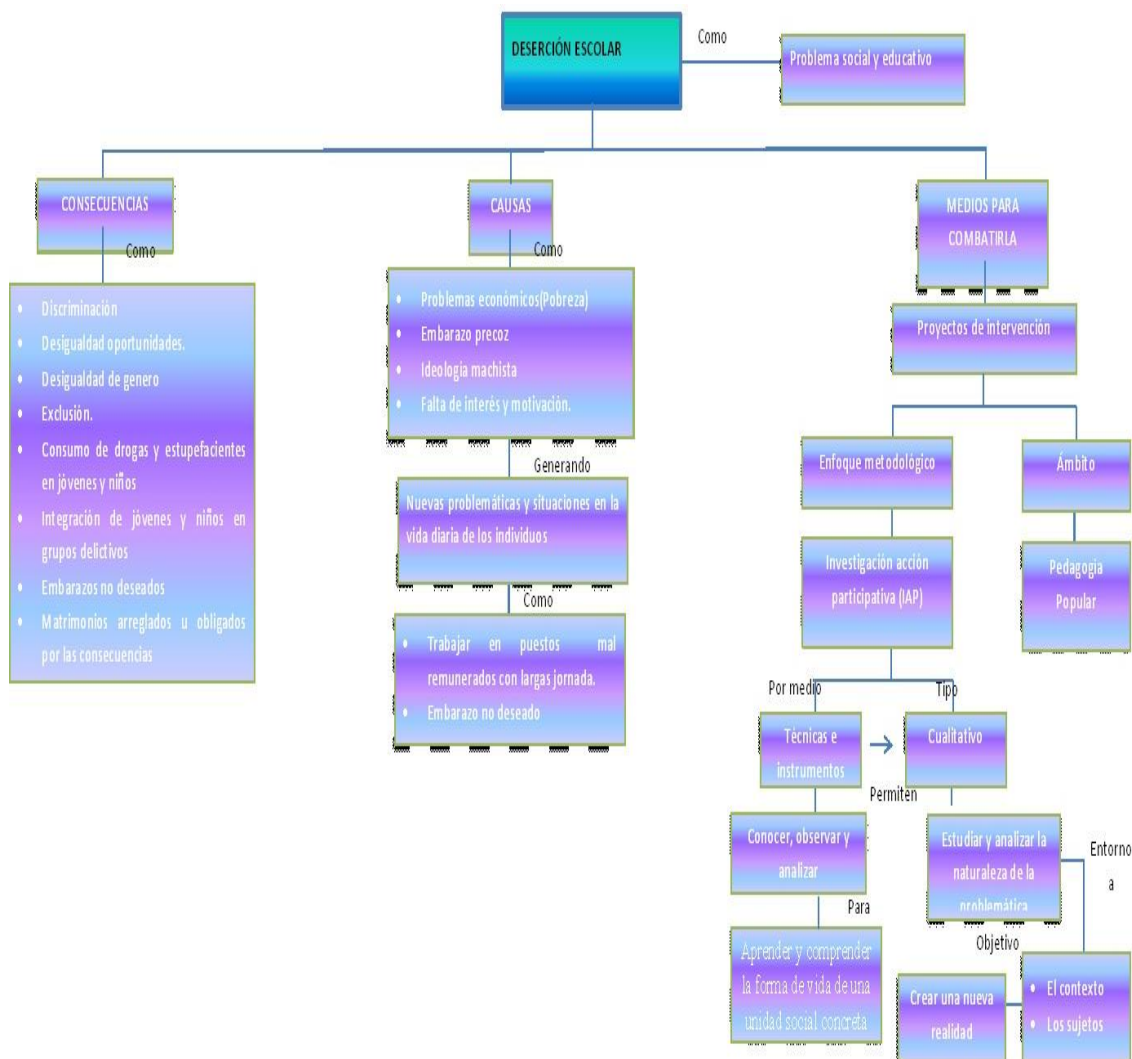 DESERCIÓN ESCOLAR
Como
Problema social y educativo
CONSECUENCIAS
Como
• Discriminación
• Desigualdad oportunidades.
• Desigualdad de genero
• Exclusión.
• Consumo de drogas y estupefacientes
en jóvenes y niños
• Integración de jóvenes y niños en
grupos delictivos
• Embarazos no deseados
• Matrimonios arreglados u obligados
por las consecuencias
CAUSAS
Como
• Problemas económicos(Pobreza)
• Embarazo precoz
• Ideología machista
• Falta de interés y motivación.
Generando
Nuevas problemáticas y situaciones en la
vida diaria de los individuos
Como
• Trabajar en puestos mal
remunerados con largas jornada.
• Embarazo no deseado
MEDIOS PARA
COMBATIRLA
Proyectos de intervención
Enfoque metodológico
Investigación acción
participativa (IAP)
Ámbito
Pedagogia
Popular
Por medio
Tipo
Técnicas e
instrumentos
Cualitativo
Permiten
Conocer, observar y
analizar
Para
Aprender y comprender
la forma de vida de una
unidad social concreta
Estudiar y analizar la
naturaleza de la
problemática
Entorno
a
Objetivo
• El contexto
• Los sujetos
Crear una nueva
realidad